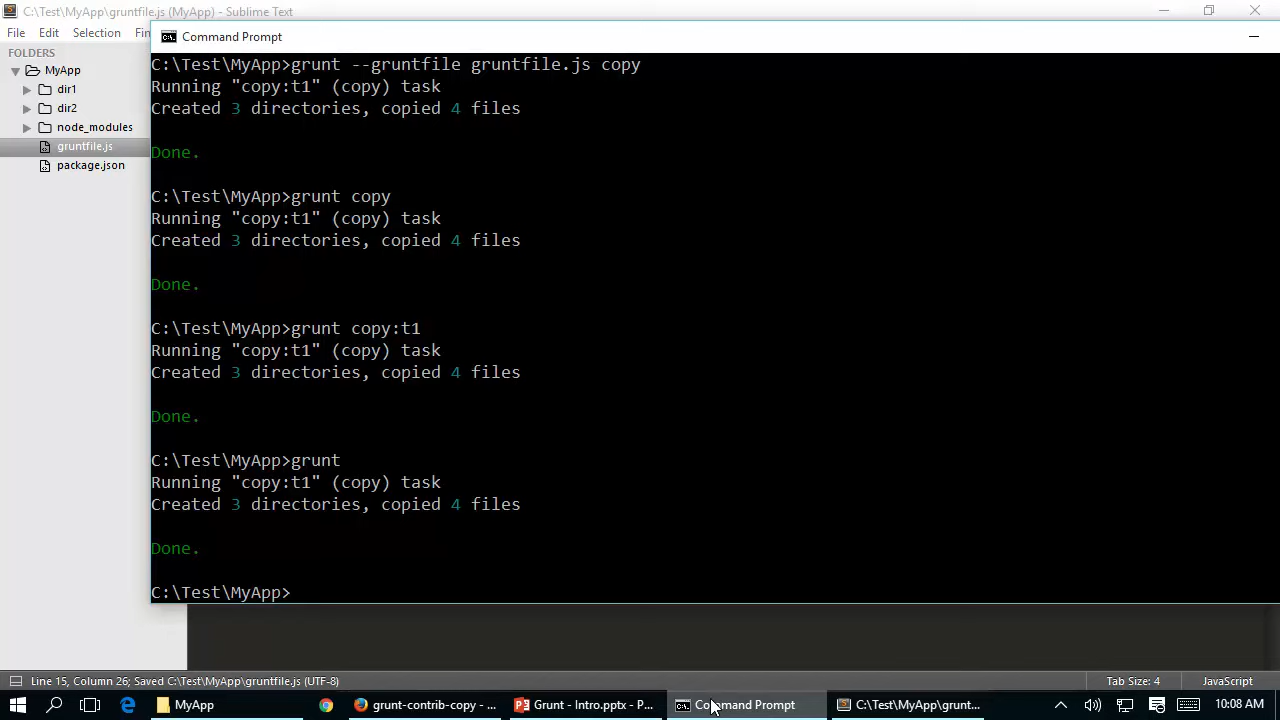 C:\Test\MyApp\gruntfile.js (MyApp) - Sublime Text
File Edit Selection Fin
Command Prompt
FOLDERS
MyApp
dir1
dir2
node_modules
gruntfile.js
package.json
C:\Test\MyApp>grunt --gruntfile gruntfile.js copy
Running "copy:t1" (copy) task
Created 3 directories, copied 4 files
Done.
C:\Test\MyApp>grunt copy
Running "copy:t1" (copy) task
Created 3 directories, copied 4 files
Done.
C:\Test\MyApp>grunt copy:t1
Running "copy:t1" (copy) task
Created 3 directories, copied 4 files
Done.
C:\Test\MyApp>grunt
Running "copy:t1" (copy) task
Created 3 directories, copied 4 files
Done.
C:\Test\MyApp>
Line 15, Column 26; Saved C:\Test\MyApp\gruntfile.js (UTF-8) Tab Size: 4 JavaScript
MyApp grunt-contrib-copy - ... Grunt Intro.pptx - P... Command Prompt C:\Test\MyApp\grunt... 10:08 AM